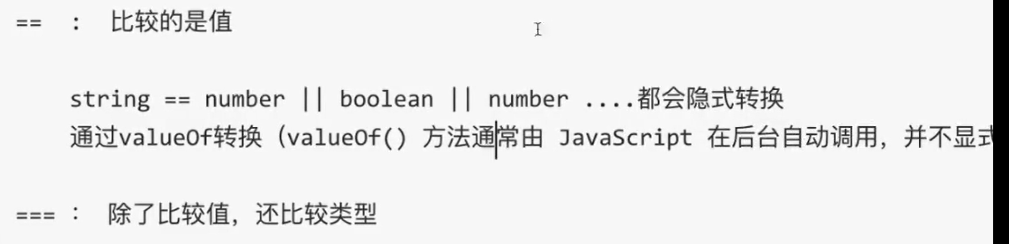 == : 比较的是值
string == number || boolean || number ....都会隐式转换
通过valueOf转换（valueOf() 方法通常由 JavaScript 在后台自动调用，并不显式
=== : 除了比较值，还比较类型